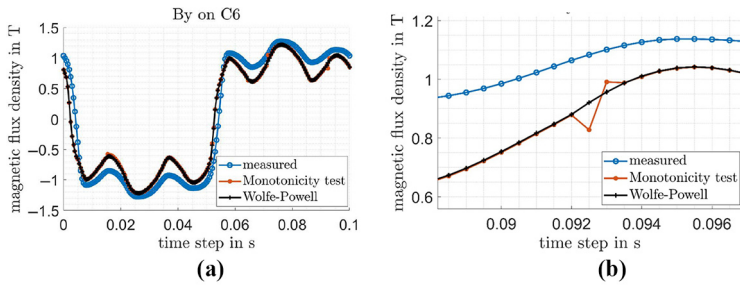 By on C6
magnetic flux density in T
1.5
1
0.5
0
−0.5
−1
−1.5
measured
Monotonicity test
Wolfe-Powell
0
0.02
0.04
0.06
0.08
0.1
time step in s
(a)
magnetic flux density in T
1.2
1
0.8
0.6
measured
Monotonicity test
Wolfe-Powell
0.09
0.092
0.094
0.096
time step in s
(b)